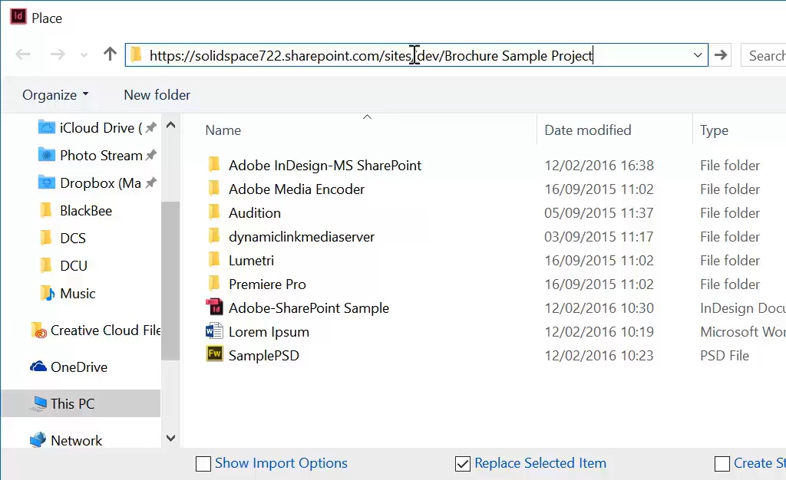 Id Place
https://solidspace722.sharepoint.com/sites/dev/Brochure Sample Project
Search
Organize
New folder
Name
Date modified
Type
iCloud Drive (
Photo Stream
Dropbox (Ma
BlackBee
DCS
DCU
Music
Creative Cloud File
OneDrive
This PC
Network
Adobe InDesign-MS SharePoint 12/02/2016 16:38 File folder
Adobe Media Encoder 16/09/2015 11:02 File folder
Audition 05/09/2015 11:37 File folder
dynamiclinkmediaserver 03/09/2015 11:17 File folder
Lumetri 16/09/2015 11:02 File folder
Premiere Pro 16/09/2015 11:02 File folder
Adobe-SharePoint Sample 12/02/2016 10:30 InDesign Docu
Lorem Ipsum 12/02/2016 10:19 Microsoft Wor
Fw SamplePSD 12/02/2016 10:23 PSD File
Show Import Options
Replace Selected Item
Create St